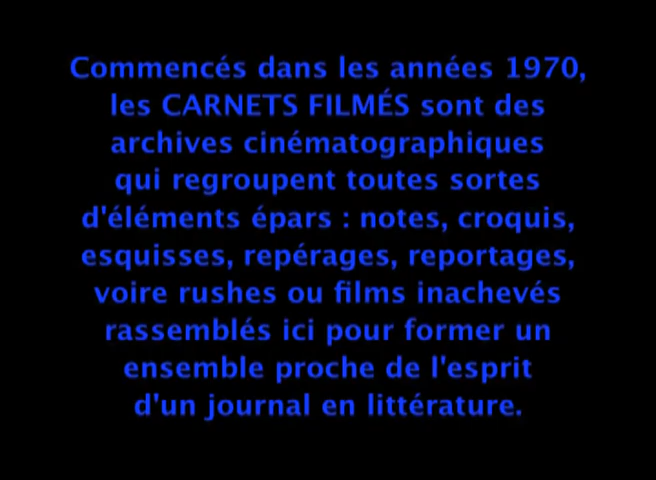 Commencés dans les années 1970,
les CARNETS FILMÉS sont des
archives cinématographiques
qui regroupent toutes sortes
d'éléments épars : notes, croquis,
esquisses, repérages, reportages,
voire rushes ou films inachevés
rassemblés ici pour former un
ensemble proche de l'esprit
d'un journal en littérature.